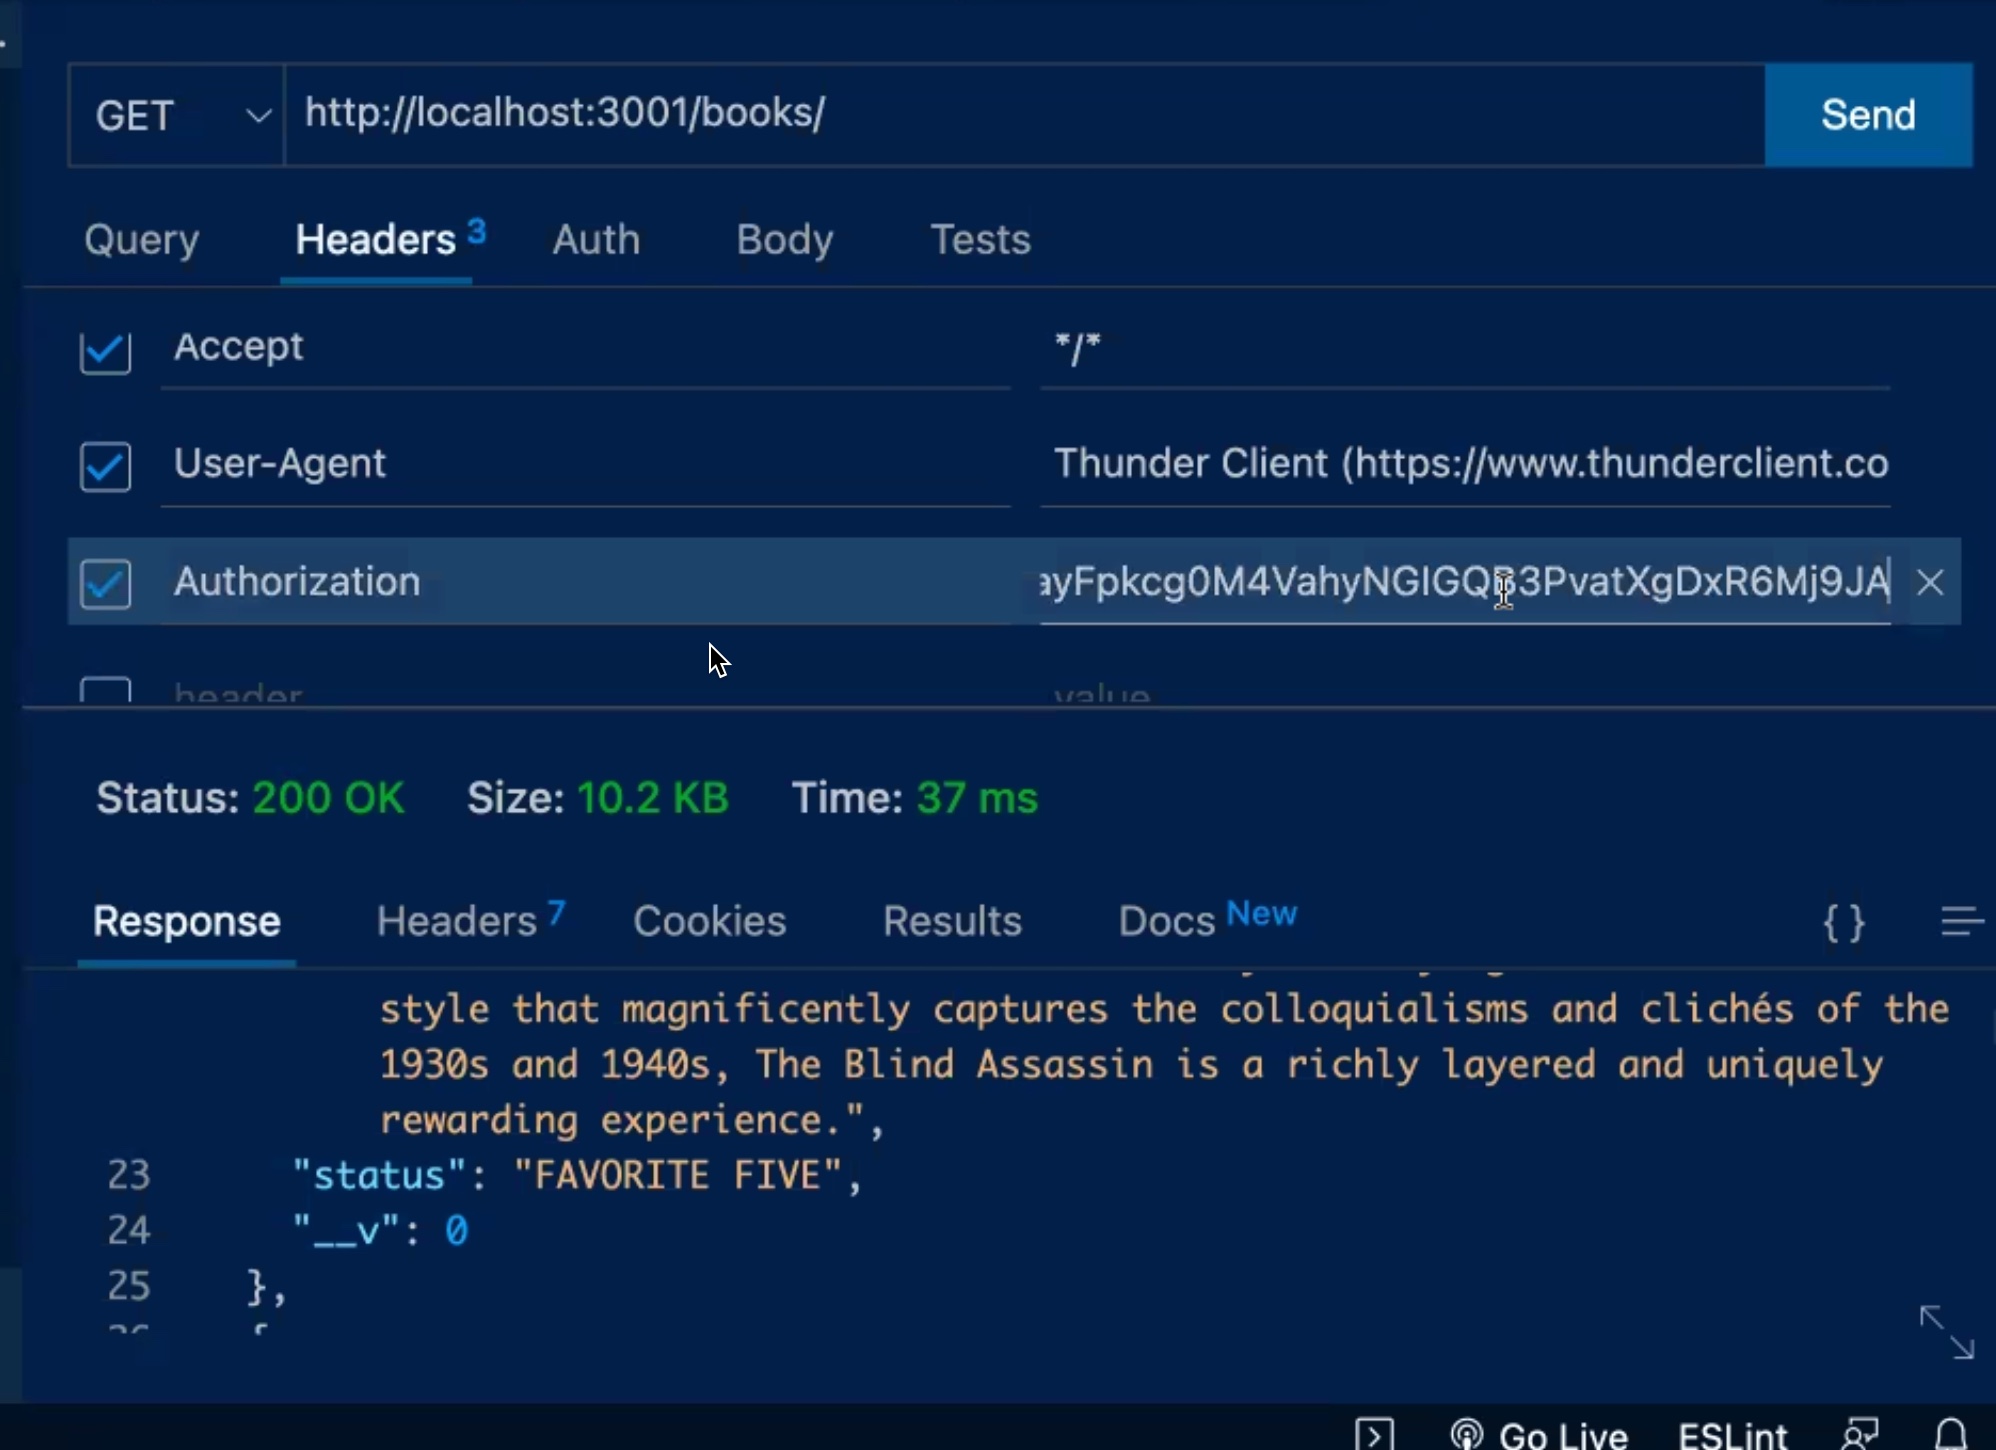 GET http://localhost:3001/books/ Send
Query Headers 3 Auth Body Tests
Accept */*
User-Agent Thunder Client (https://www.thunderclient.co
Authorization ayFpkcg0M4VahyNGIGQB3PvatXgDxR6Mj9JA
header value
Status: 200 OK Size: 10.2 KB Time: 37 ms
Response Headers 7 Cookies Results Docs New {}
style that magnificently captures the colloquialisms and clichés of the
1930s and 1940s, The Blind Assassin is a richly layered and uniquely
rewarding experience.",
23 "status": "FAVORITE FIVE",
24 "__v": 0
25 },
Go Live ESLint